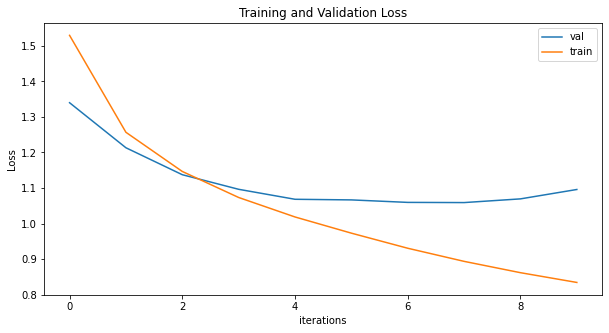 Training and Validation Loss
val
train
1.5
1.4
1.3
1.2
1.1
1.0
0.9
0.8
Loss
0 2 4 6 8
iterations